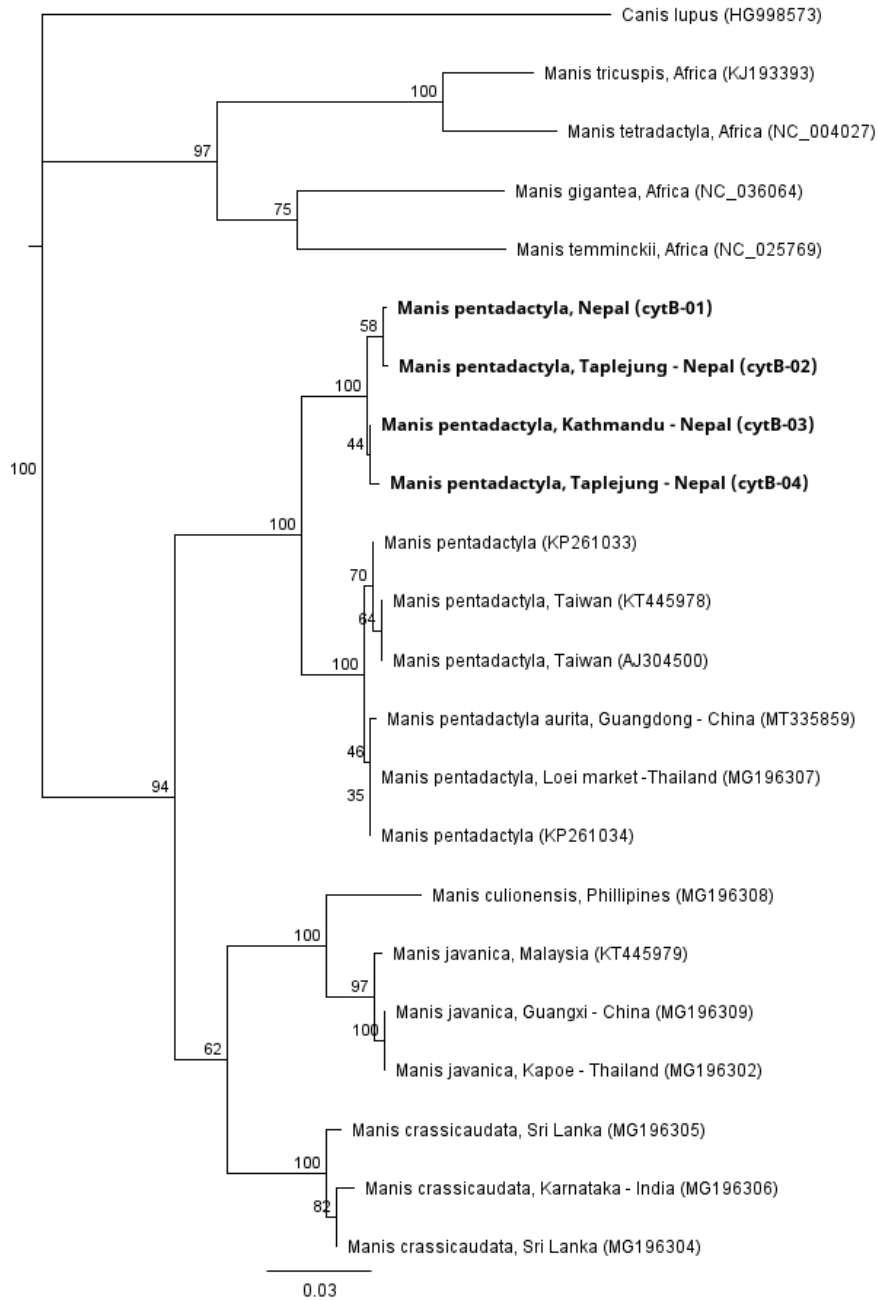 Canis lupus (HG998573)
Manis tricuspis, Africa (KJ193393)
100
Manis tetradactyla, Africa (NC_004027)
97
Manis gigantea, Africa (NC_036064)
75
Manis temminckii, Africa (NC_025769)
Manis pentadactyla, Nepal (cytB-01)
58
Manis pentadactyla, Taplejung - Nepal (cytB-02)
100
Manis pentadactyla, Kathmandu - Nepal (cytB-03)
44
100
Manis pentadactyla, Taplejung - Nepal (cytB-04)
100
Manis pentadactyla (KP261033)
70
Manis pentadactyla, Taiwan (KT445978)
64
Manis pentadactyla, Taiwan (AJ304500)
100
Manis pentadactyla aurita, Guangdong - China (MT335859)
46
Manis pentadactyla, Loei market -Thailand (MG196307)
94
35
Manis pentadactyla (KP261034)
Manis culionensis, Phillipines (MG196308)
100
Manis javanica, Malaysia (KT445979)
97
Manis javanica, Guangxi - China (MG196309)
100
62
Manis javanica, Kapoe - Thailand (MG196302)
Manis crassicaudata, Sri Lanka (MG196305)
100
Manis crassicaudata, Karnataka - India (MG196306)
82
Manis crassicaudata, Sri Lanka (MG196304)
0.03